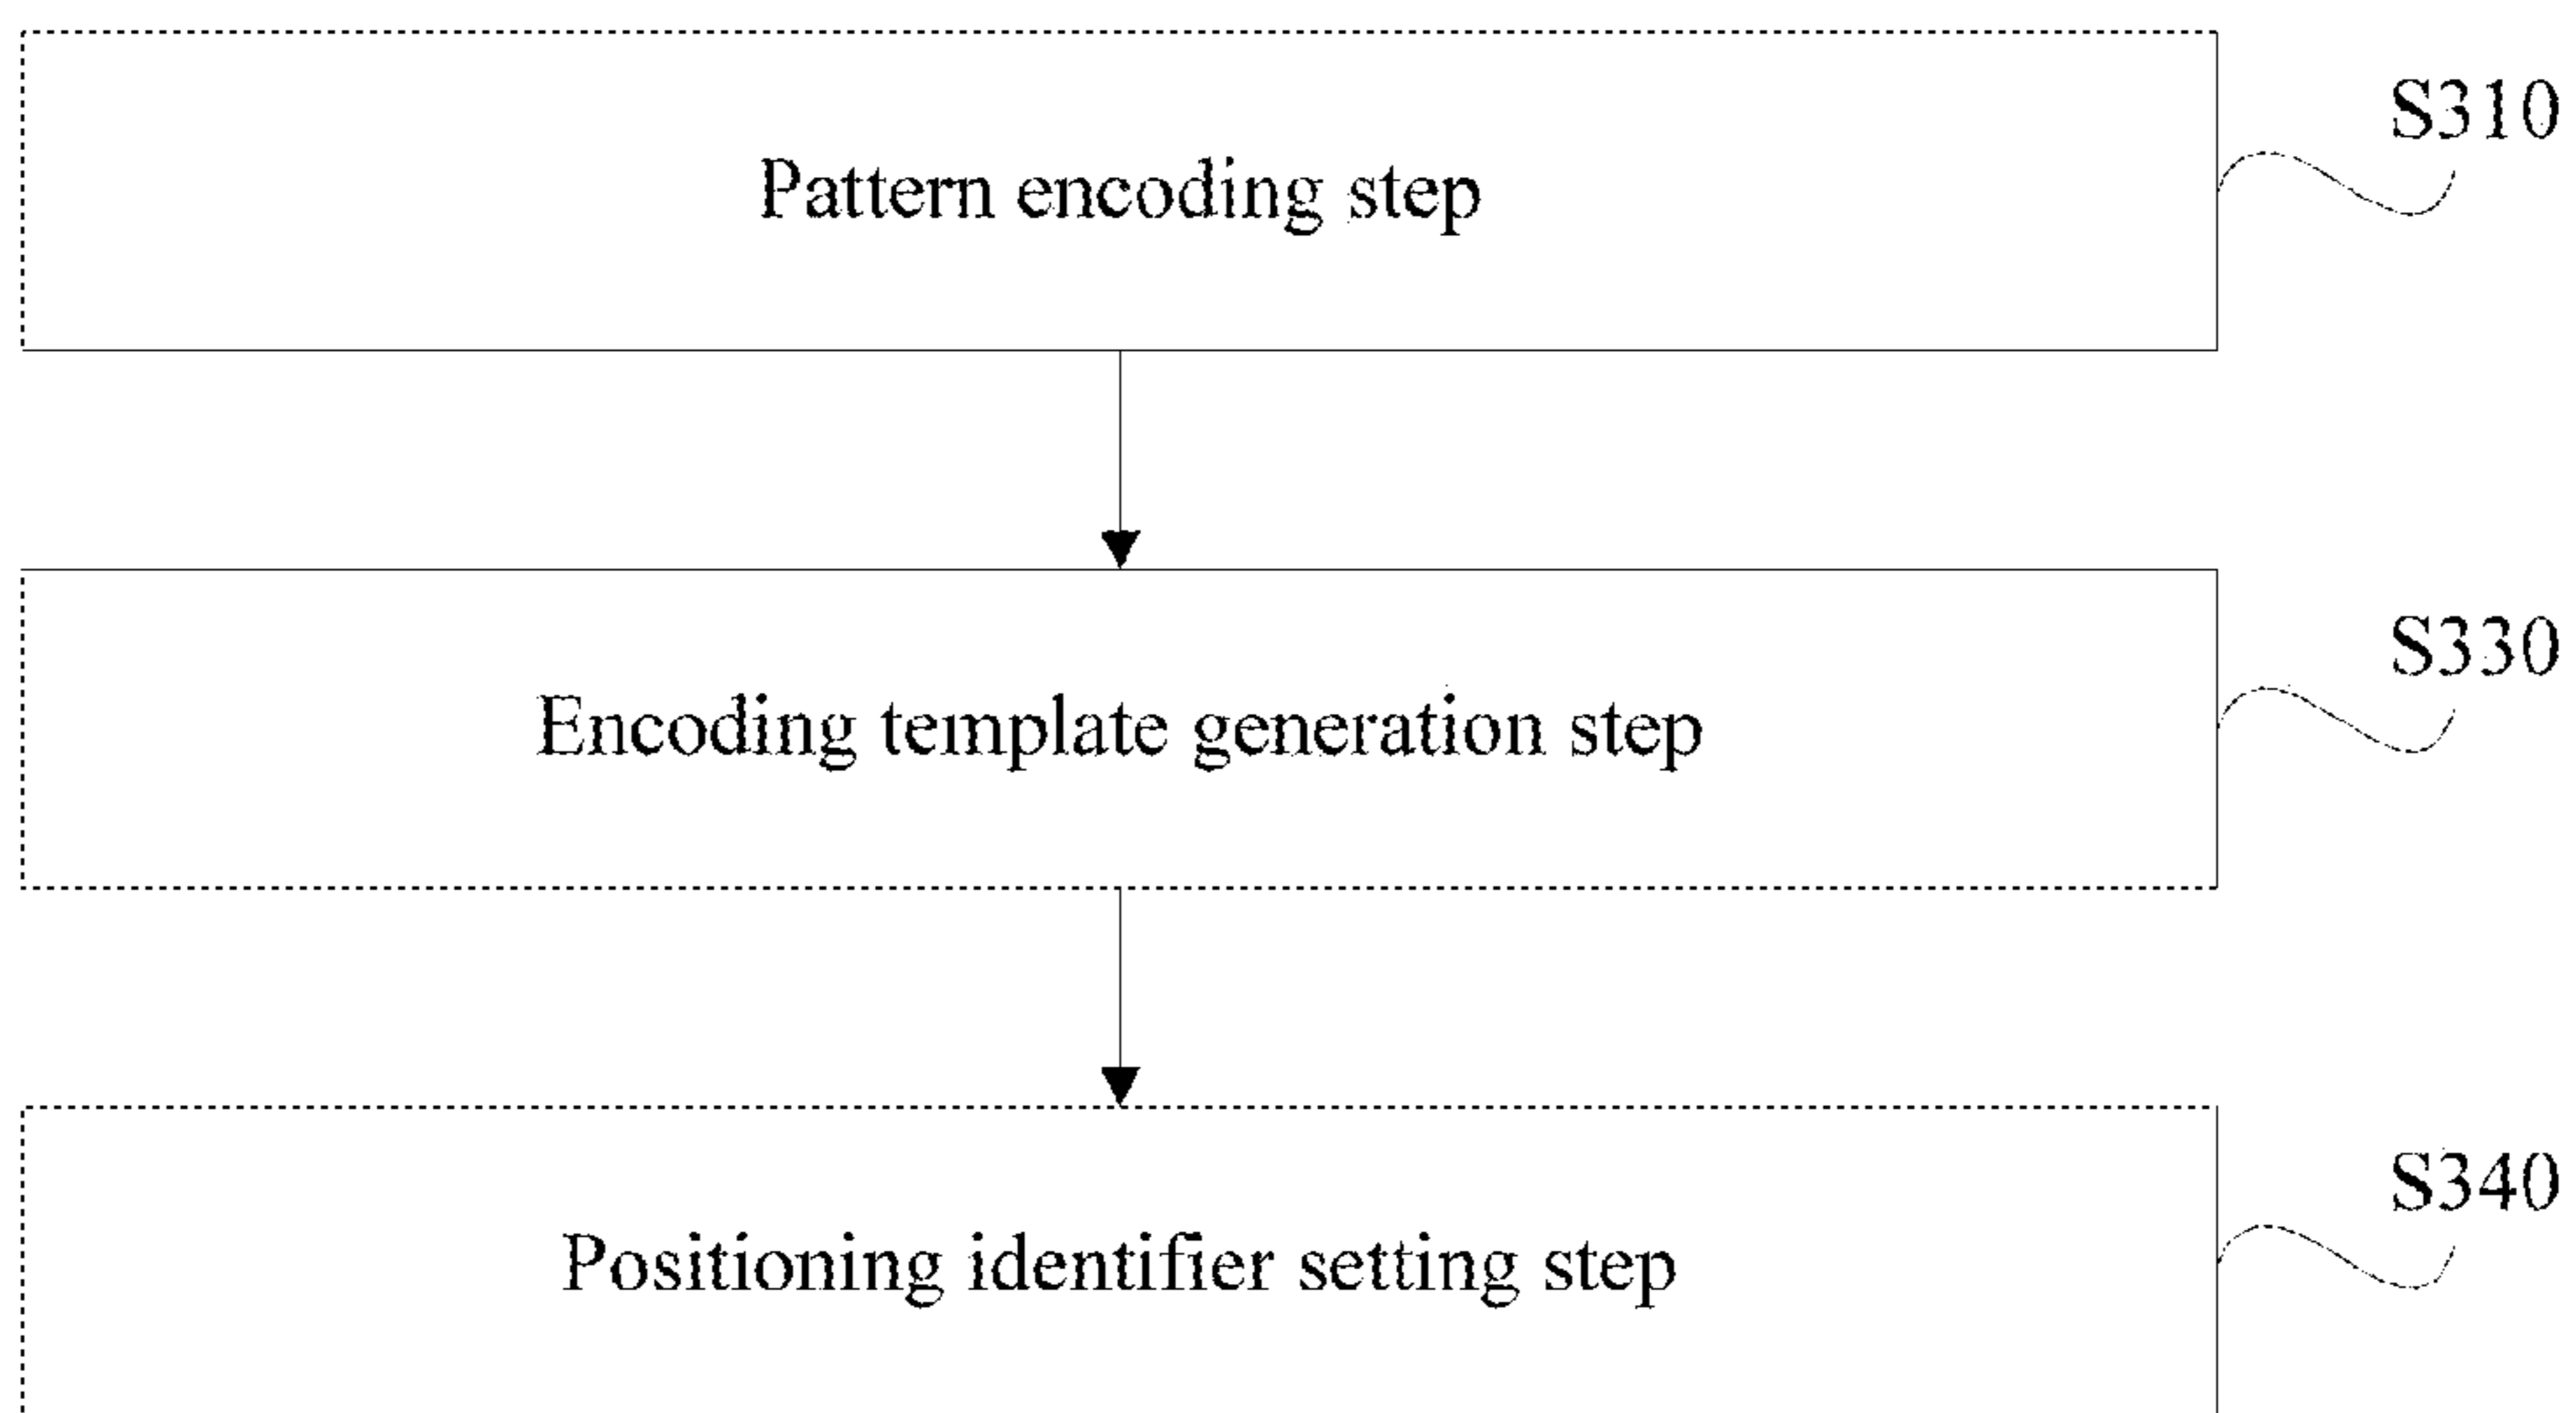 S310
Pattern encoding step
S330
Encoding template generation step
S340
Positioning identifier setting step